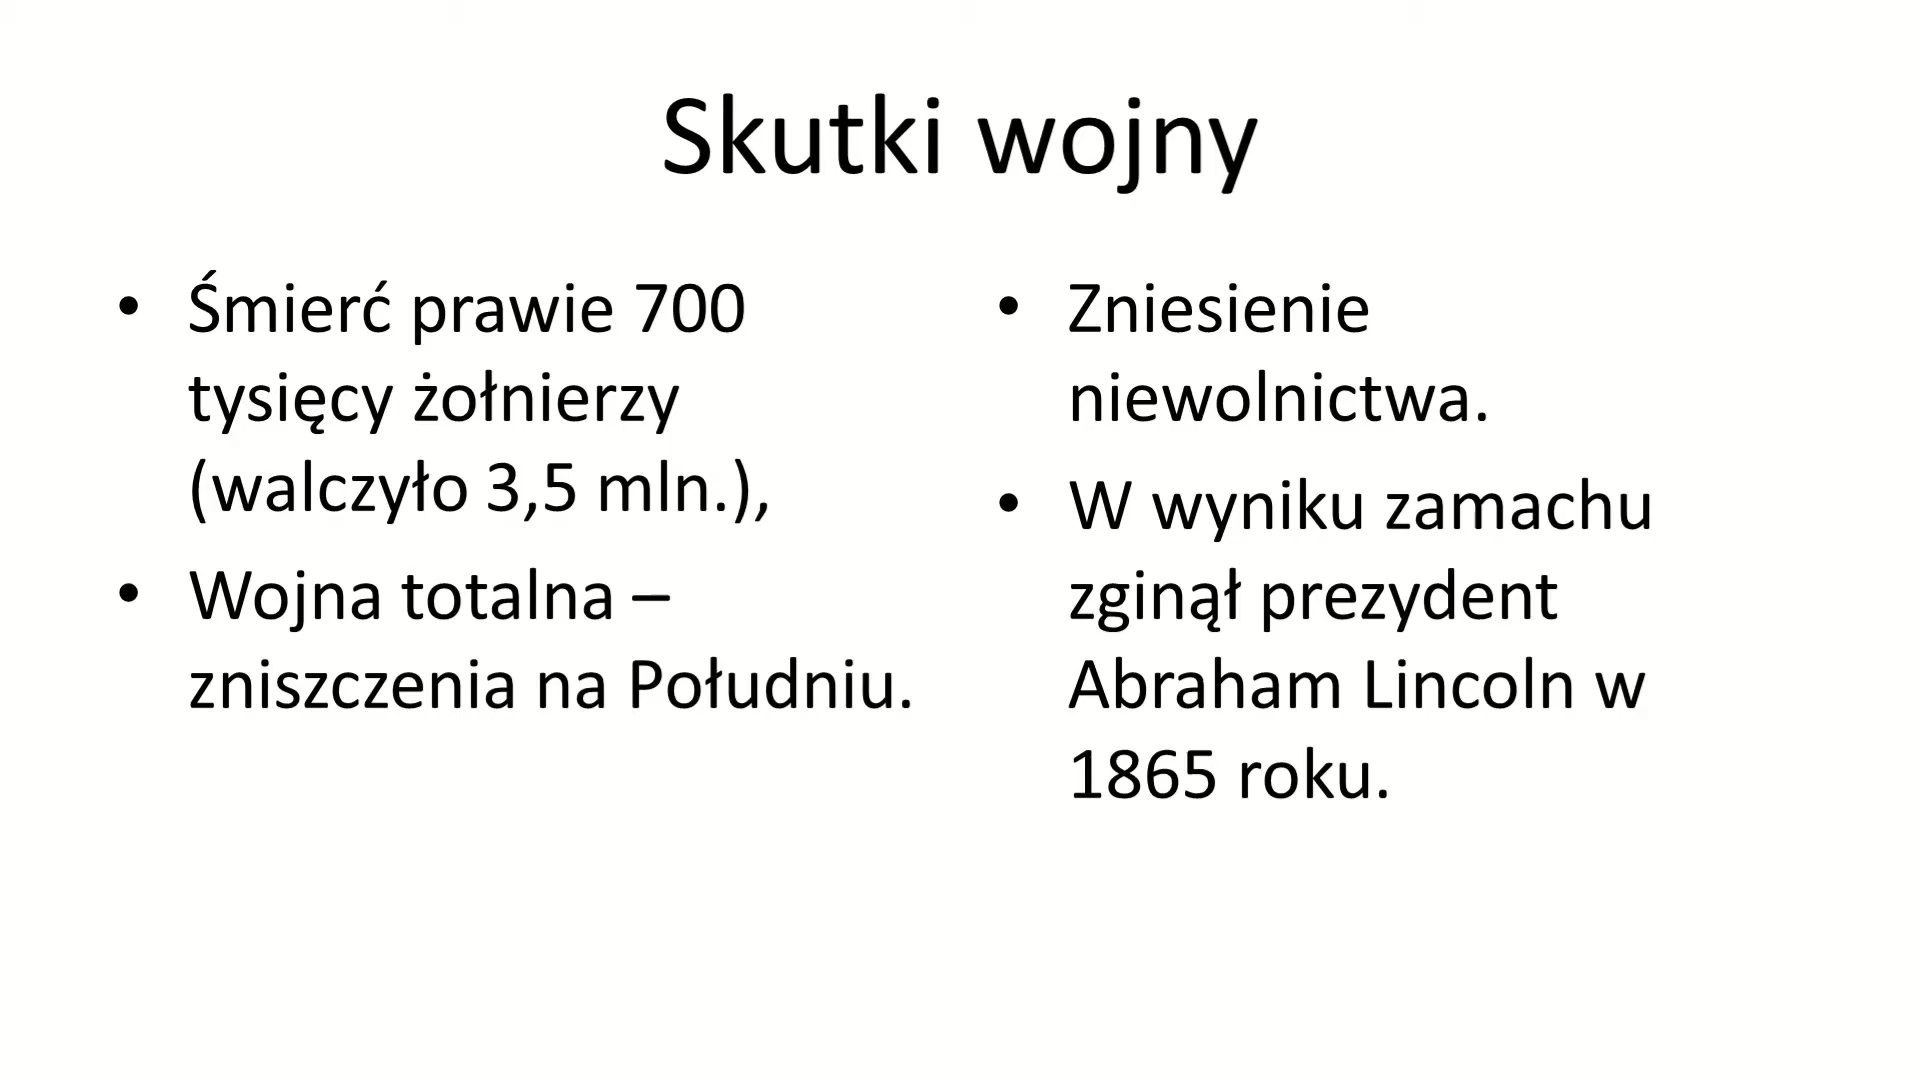 Skutki wojny
• Śmierć prawie 700
tysięcy żołnierzy
(walczyło 3,5 mln.),
• Wojna totalna –
zniszczenia na Południu.
• Zniesienie
niewolnictwa.
• W wyniku zamachu
zginął prezydent
Abraham Lincoln w
1865 roku.